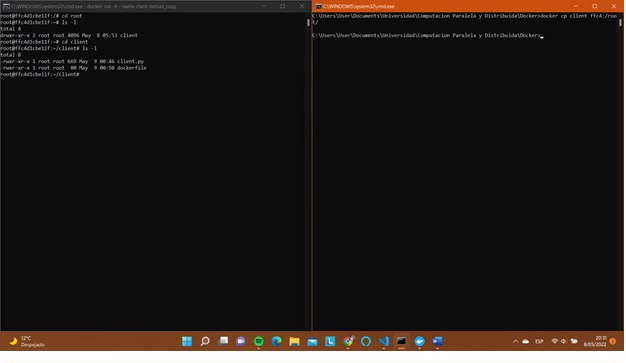 C:\WINDOWS\system32\cmd.exe - docker run -it --name client debian_copy
root@ffc4d1cbe11f:/# cd root
root@ffc4d1cbe11f:~# ls -l
total 4
drwxr-xr-x 2 root root 4096 May  8 05:53 client
root@ffc4d1cbe11f:~# cd client
root@ffc4d1cbe11f:~/client# ls -l
total 8
-rwxr-xr-x 1 root root 669 May  9 00:46 client.py
-rwxr-xr-x 1 root root  80 May  9 00:50 dockerfile
root@ffc4d1cbe11f:~/client#
C:\WINDOWS\system32\cmd.exe
C:\Users\User\Documents\Universidad\Computacion Paralela y Distribuida\Docker>docker cp client ffc4:/roo
t/
C:\Users\User\Documents\Universidad\Computacion Paralela y Distribuida\Docker>
12°C
Despejado
ESP
20:31
8/05/2022